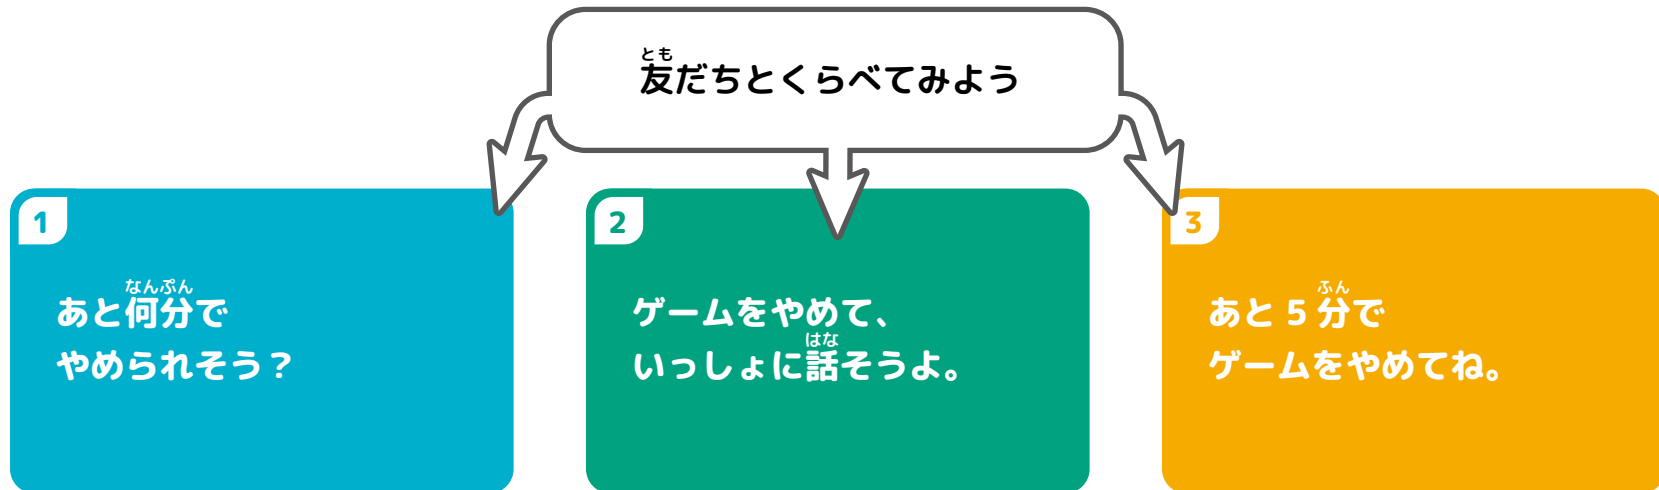 とも
友だちとくらべてみよう
1
なんぷん
あと何分で
やめられそう？
2
ゲームをやめて、
はな
いっしょに話そうよ。
3
ふん
あと5分で
ゲームをやめてね。